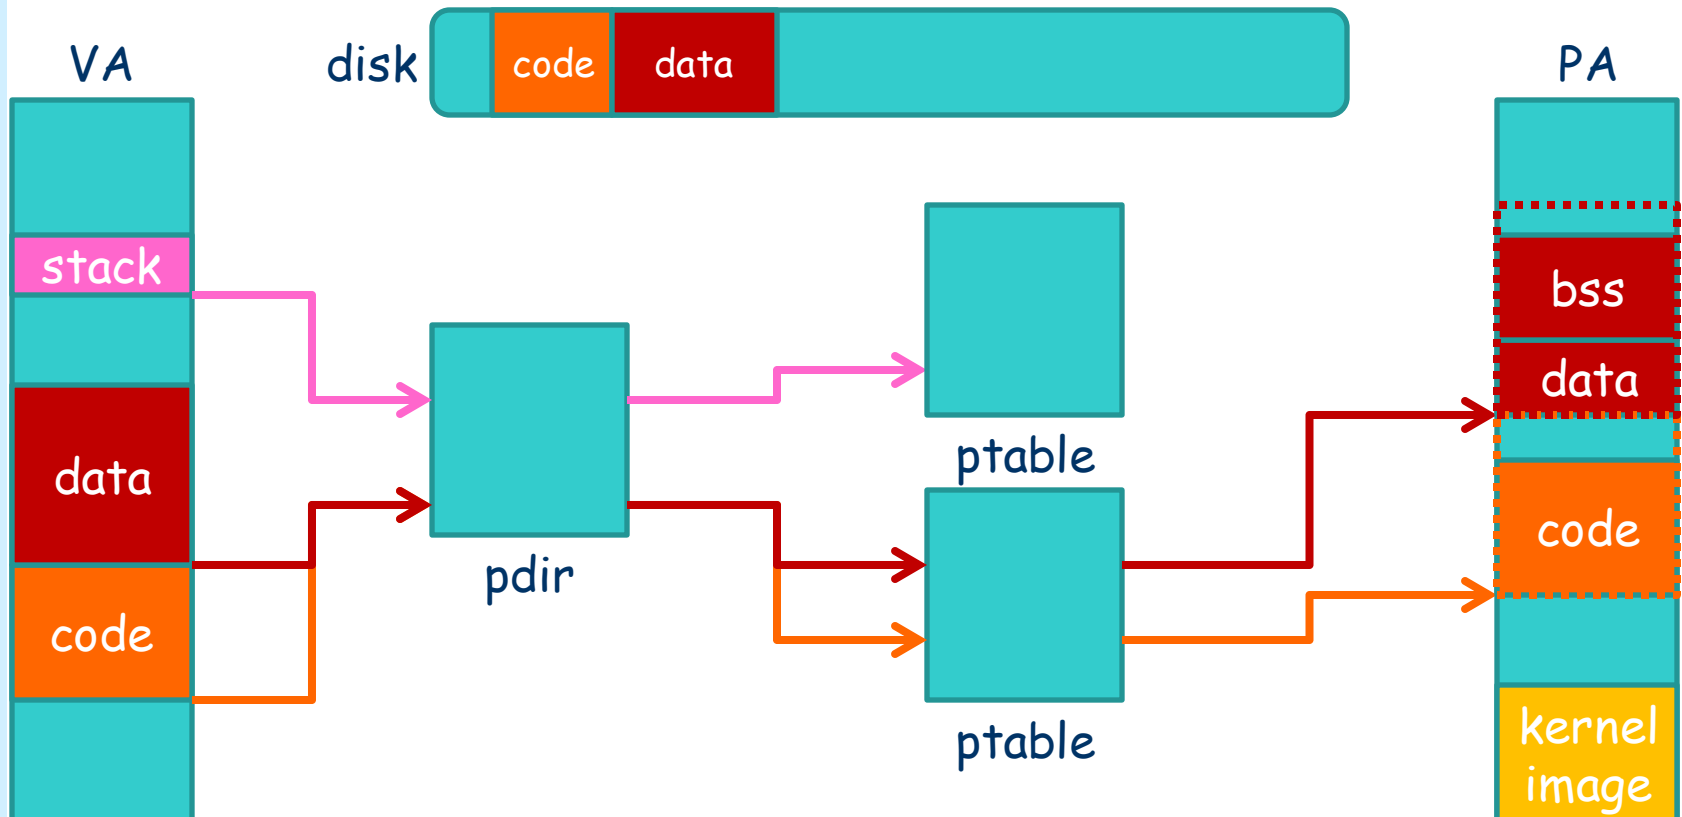 VA
disk
code
data
PA
stack
bss
data
ptable
data
code
pdir
code
ptable
kernel
image